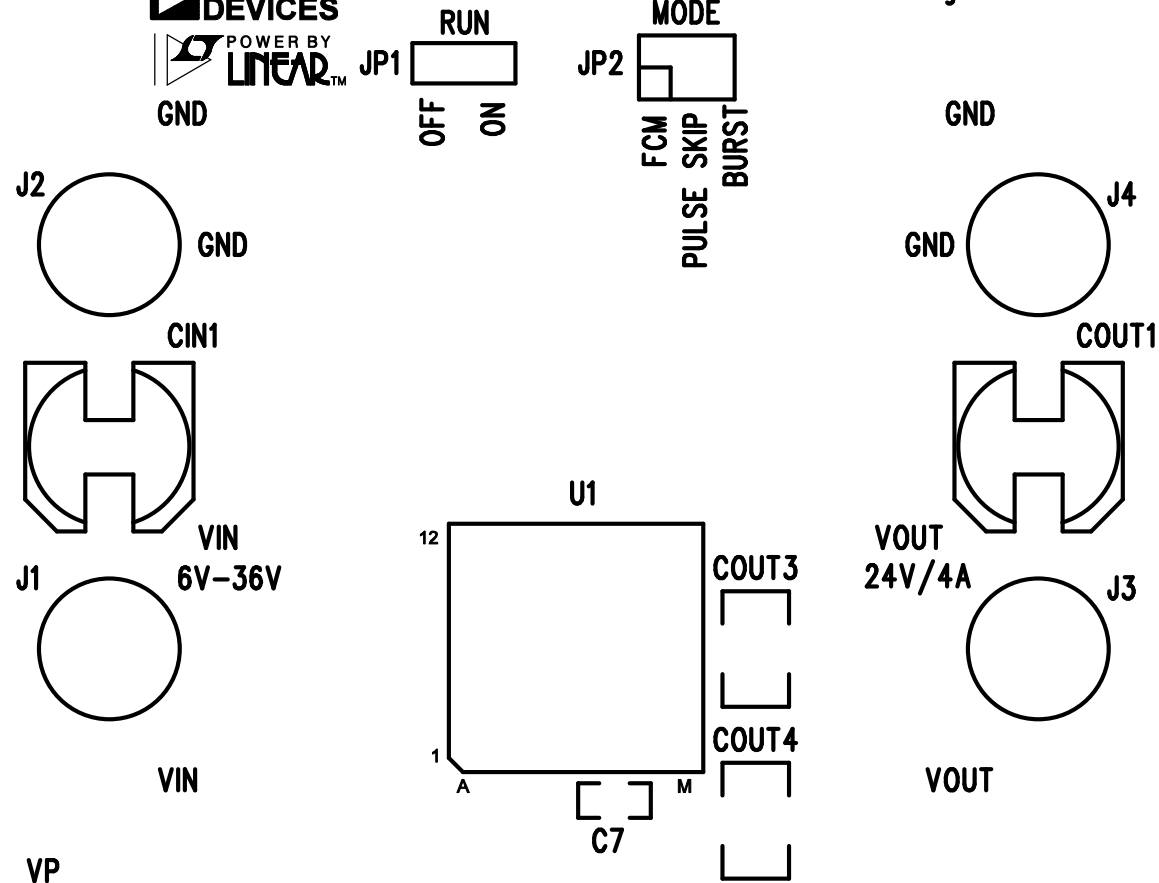 DEVICES
RUN
MODE
POWER BY
LINEAR™
JP1
JP2
OFF
ON
FCM
PULSE SKIP
BURST
GND
GND
J2
J4
GND
GND
CIN1
COUT1
U1
VIN
6V-36V
VOUT
24V/4A
12
COUT3
J1
J3
COUT4
1
A
M
VIN
VOUT
C7
VP